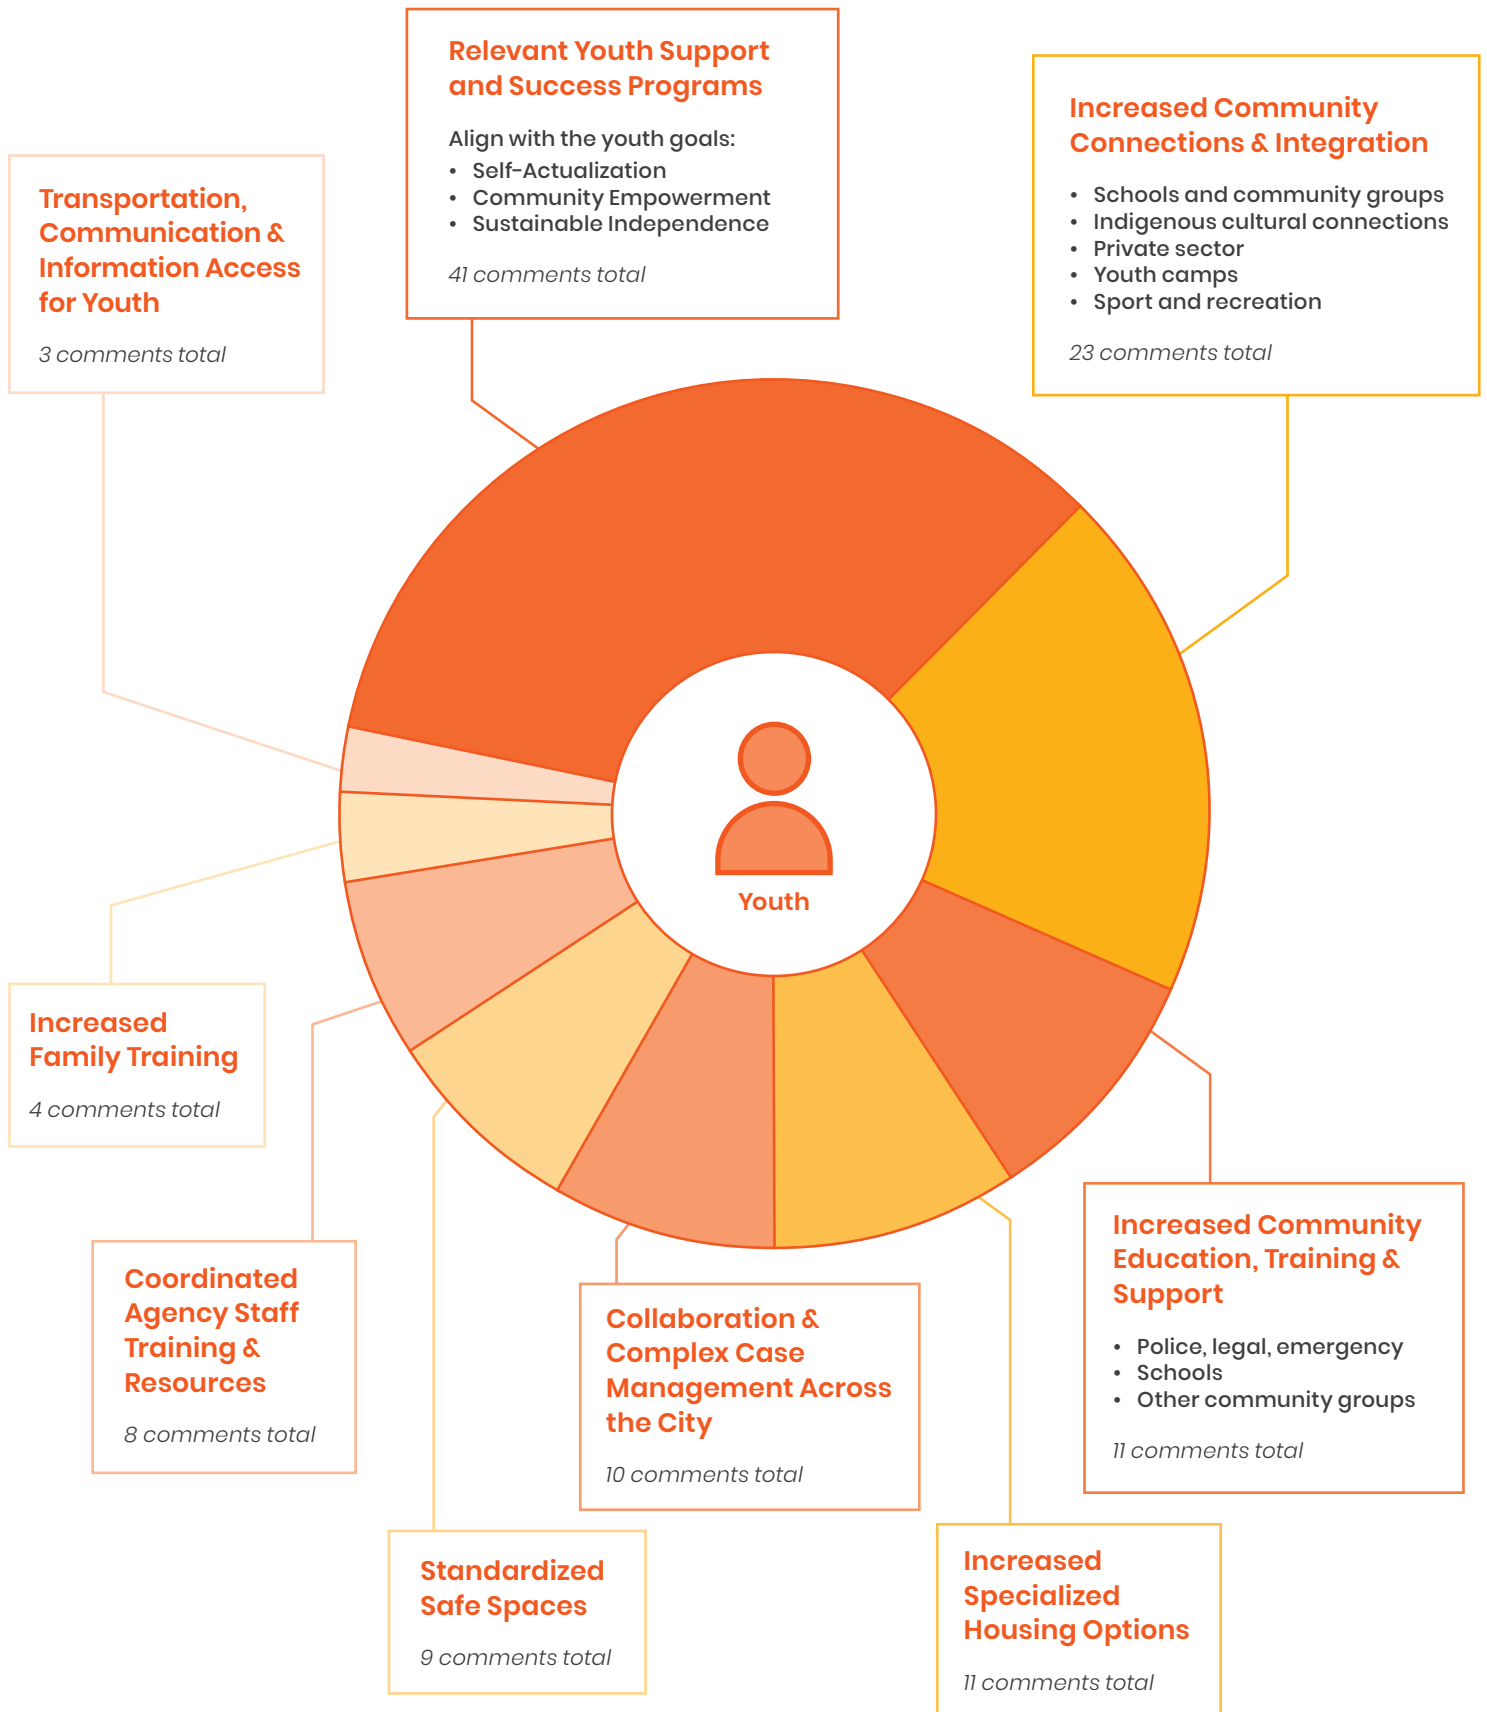 Relevant Youth Support
and Success Programs
Align with the youth goals:
• Self-Actualization
• Community Empowerment
• Sustainable Independence
41 comments total
Increased Community
Connections & Integration
• Schools and community groups
• Indigenous cultural connections
• Private sector
• Youth camps
• Sport and recreation
23 comments total
Transportation,
Communication &
Information Access
for Youth
3 comments total
Youth
Increased
Family Training
4 comments total
Coordinated
Agency Staff
Training &
Resources
8 comments total
Collaboration &
Complex Case
Management Across
the City
10 comments total
Increased Community
Education, Training &
Support
• Police, legal, emergency
• Schools
• Other community groups
11 comments total
Standardized
Safe Spaces
9 comments total
Increased
Specialized
Housing Options
11 comments total